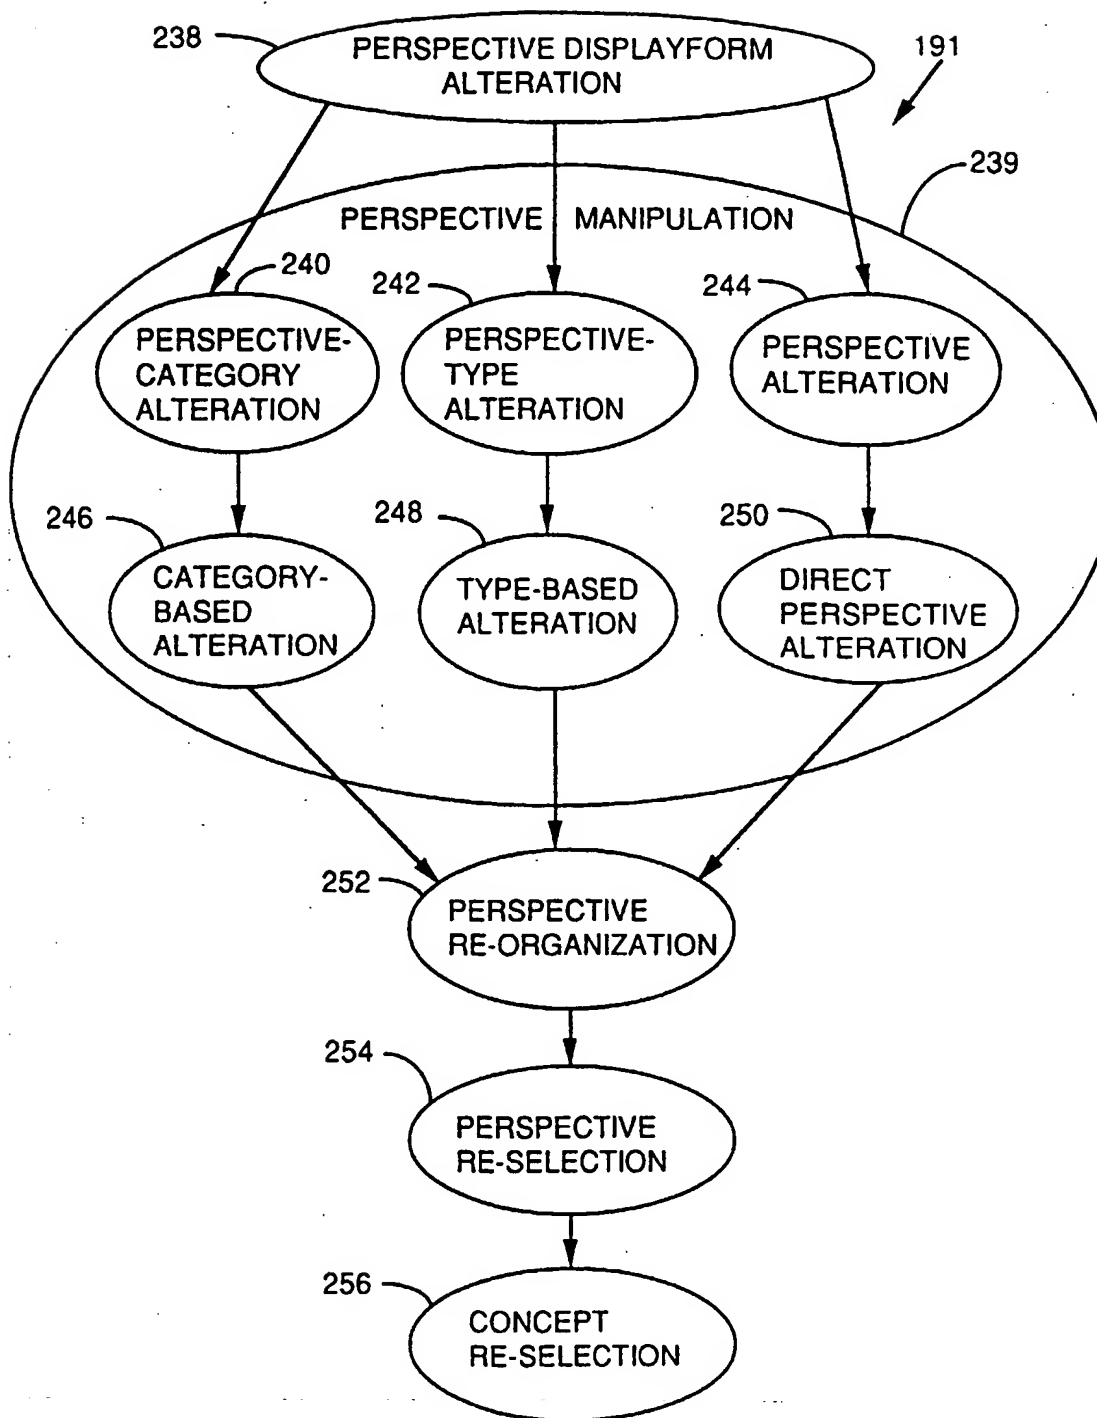 238
PERSPECTIVE DISPLAYFORM
ALTERATION
191
239
PERSPECTIVE MANIPULATION
240
PERSPECTIVE-
CATEGORY
ALTERATION
242
PERSPECTIVE-
TYPE
ALTERATION
244
PERSPECTIVE
ALTERATION
246
CATEGORY-
BASED
ALTERATION
248
TYPE-BASED
ALTERATION
250
DIRECT
PERSPECTIVE
ALTERATION
252
PERSPECTIVE
RE-ORGANIZATION
254
PERSPECTIVE
RE-SELECTION
256
CONCEPT
RE-SELECTION